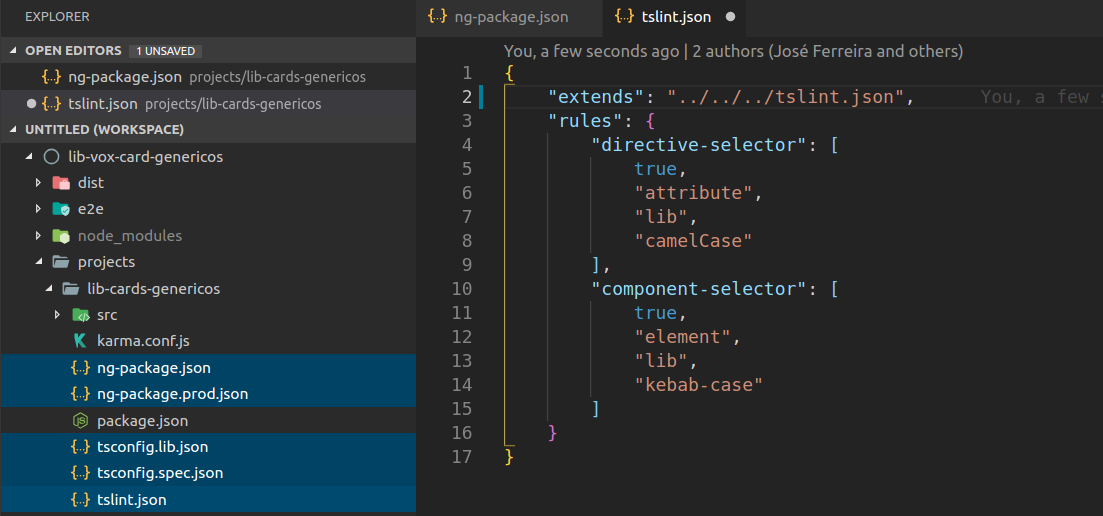 EXPLORER
OPEN EDITORS 1 UNSAVED
{..} ng-package.json projects/lib-cards-genericos
{..} tslint.json projects/lib-cards-genericos
UNTITLED (WORKSPACE)
lib-vox-card-genericos
dist
e2e
node_modules
projects
lib-cards-genericos
src
karma.conf.js
{..} ng-package.json
{..} ng-package.prod.json
package.json
{..} tsconfig.lib.json
{..} tsconfig.spec.json
{..} tslint.json
{..} ng-package.json {..} tslint.json
You, a few seconds ago | 2 authors (José Ferreira and others)
1 {
2 "extends": "../../../tslint.json", You, a few
3 "rules": {
4 "directive-selector": [
5 true,
6 "attribute",
7 "lib",
8 "camelCase"
9 ],
10 "component-selector": [
11 true,
12 "element",
13 "lib",
14 "kebab-case"
15 ]
16 }
17 }